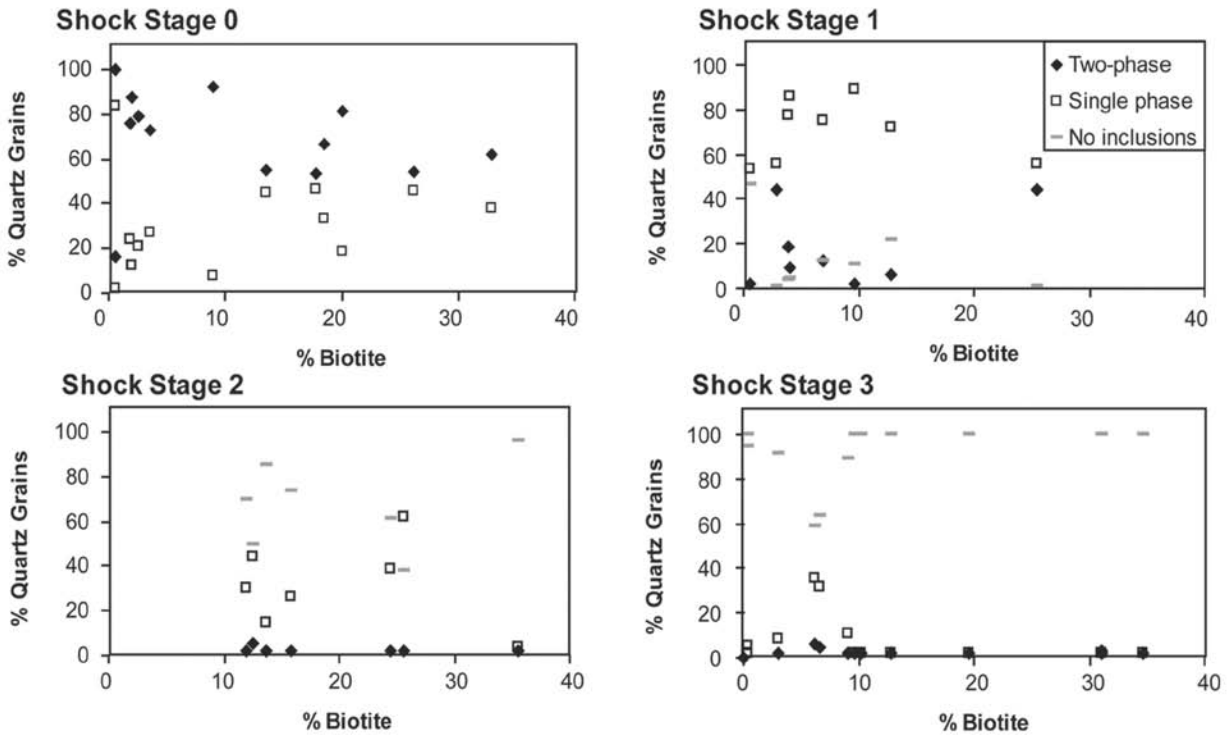 Shock Stage 0
% Quartz Grains
100
80
60
40
20
0
0 10 20 30 40
% Biotite
Shock Stage 1
% Quartz Grains
100
80
60
40
20
0
0 10 20 30 40
% Biotite
Two-phase
Single phase
No inclusions
Shock Stage 2
% Quartz Grains
100
80
60
40
20
0
0 10 20 30 40
% Biotite
Shock Stage 3
% Quartz Grains
100
80
60
40
20
0
0 10 20 30 40
% Biotite